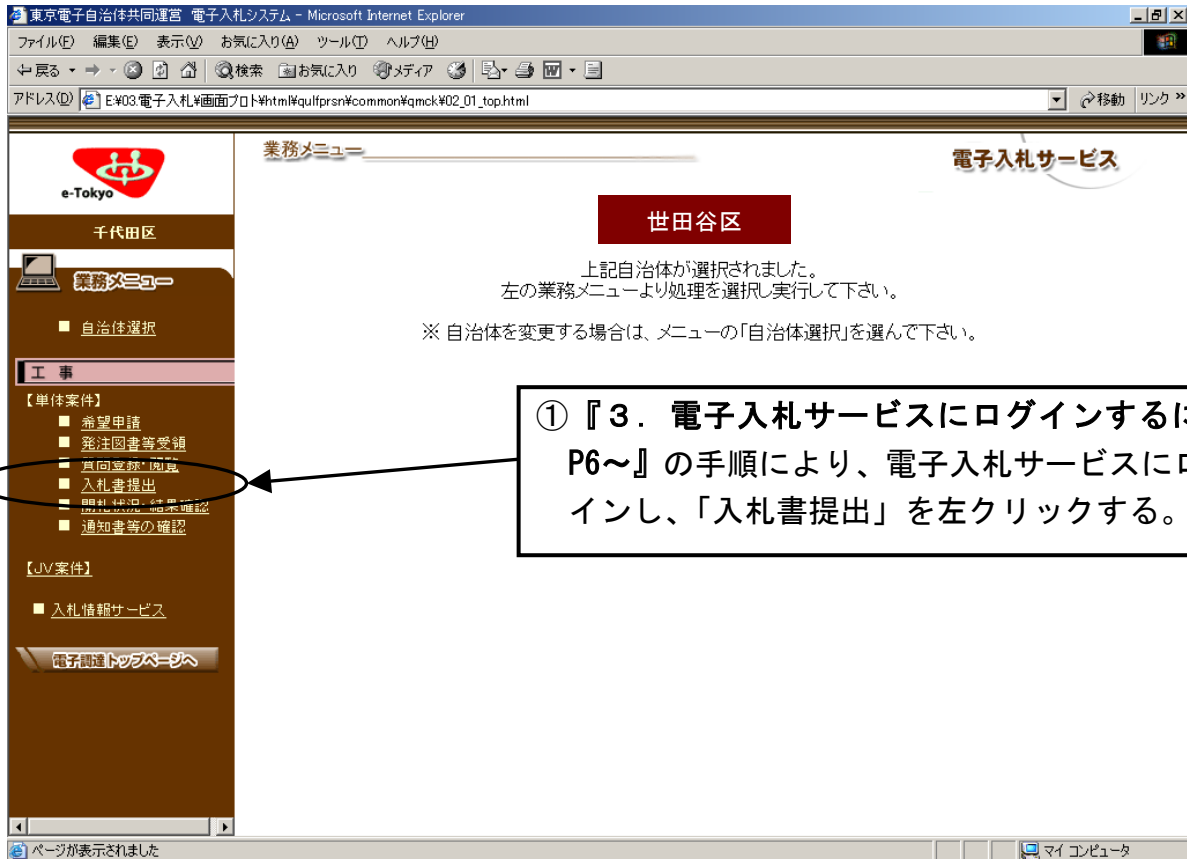 東京電子自治体共同運営 電子入札システム - Microsoft Internet Explorer
ファイル(F) 編集(E) 表示(V) お気に入り(A) ツール(T) ヘルプ(H)
戻る 検索 お気に入り メディア
アドレス(D) E:¥03.電子入札¥画面プロト¥html¥qulfprsn¥common¥qmck¥02_01_top.html 移動 リンク »
e-Tokyo
千代田区
業務メニュー
自治体選択
工 事
【単体案件】
希望申請
発注図書等受領
質問登録・閲覧
入札書提出
開札状況・結果確認
通知書等の確認
【JV案件】
入札情報サービス
電子調達トップページへ
業務メニュー
電子入札サービス
世田谷区
上記自治体が選択されました。
左の業務メニューより処理を選択し実行して下さい。
※ 自治体を変更する場合は、メニューの「自治体選択」を選んで下さい。
①『3. 電子入札サービスにログインするに
P6～』の手順により、電子入札サービスにロ
インし、「入札書提出」を左クリックする。
ページが表示されました
マイ コンピュータ